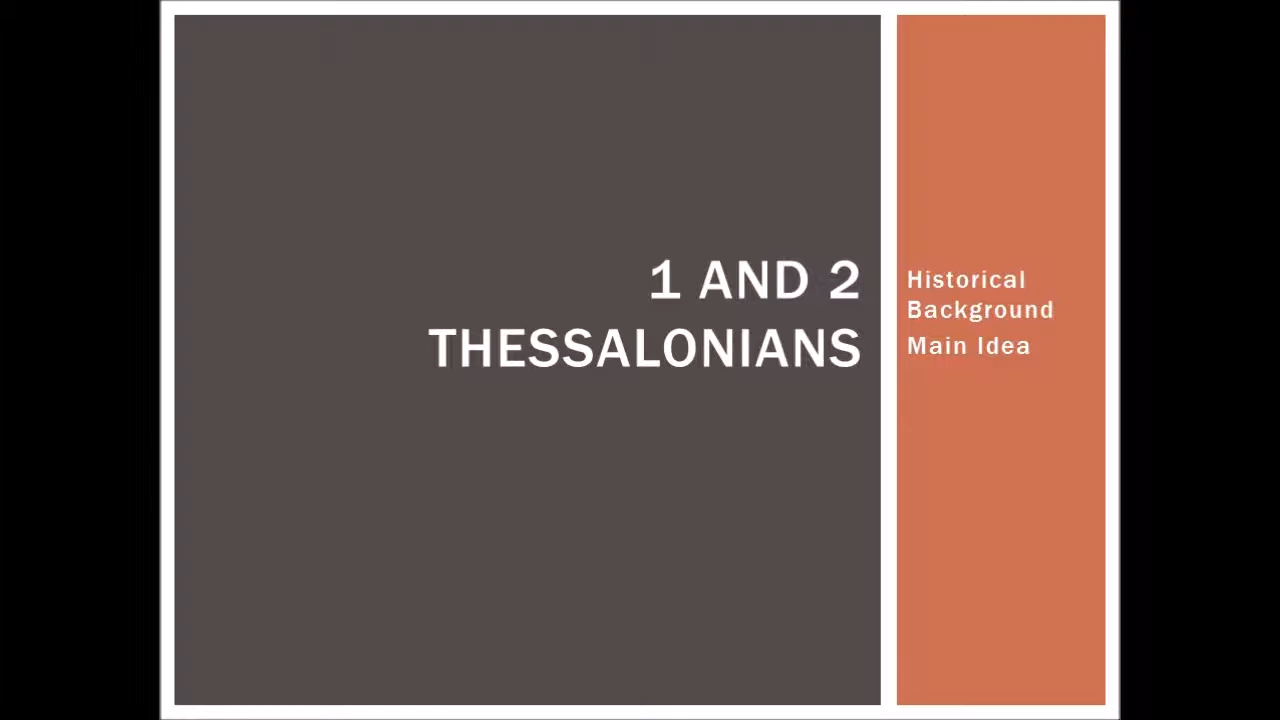 1 AND 2
THESSALONIANS
Historical
Background
Main Idea